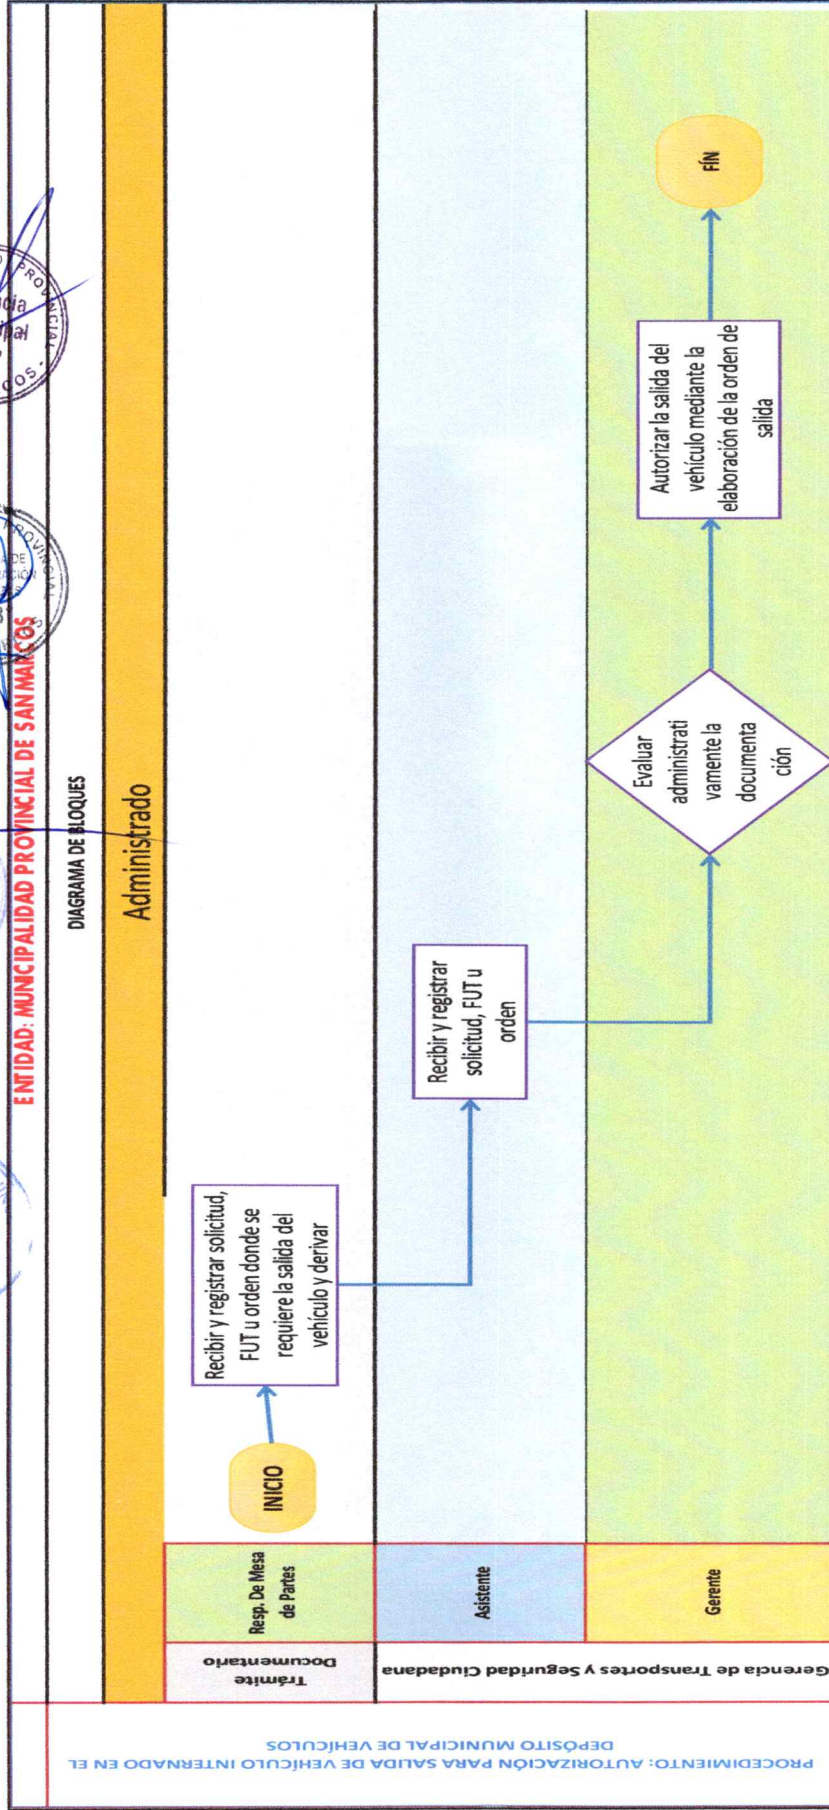 ENTIDAD: MUNICIPALIDAD PROVINCIAL DE SAN MARCOS
DIAGRAMA DE BLOQUES
Administrado
PROCEDIMIENTO: AUTORIZACIÓN PARA SALIDA DE VEHÍCULO INTERNADO EN EL
DEPÓSITO MUNICIPAL DE VEHÍCULOS
Trámite
Documentario
Resp. De Mesa
de Partes
INICIO
Recibir y registrar solicitud,
FUT u orden donde se
requiere la salida del
vehículo y derivar
Gerencia de Transportes y Seguridad Ciudadana
Asistente
Recibir y registrar
solicitud, FUT u
orden
Gerente
Evaluar
administrati
vamente la
documenta
ción
Autorizar la salida del
vehículo mediante la
elaboración de la orden de
salida
FÍN
PROVINCIAL
PROVINCIAL